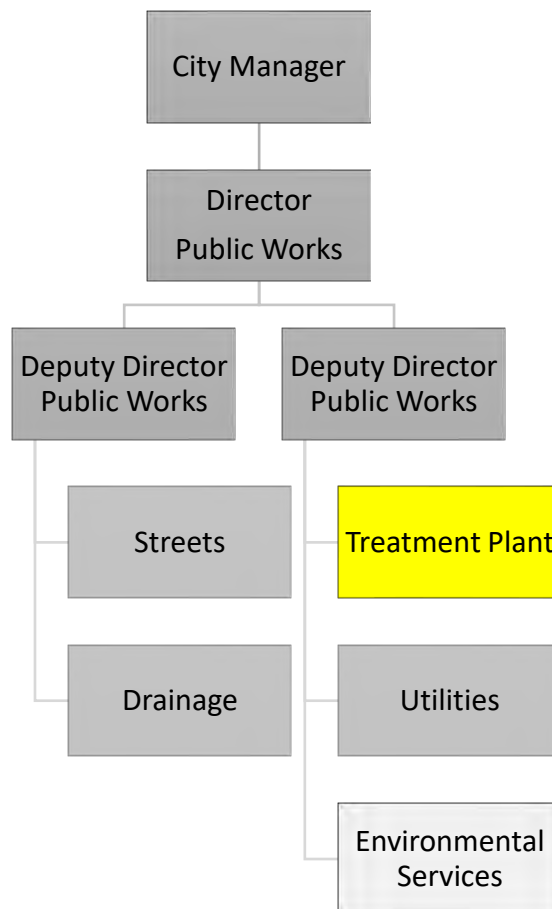 City Manager
Director
Public Works
Deputy Director
Public Works
Deputy Director
Public Works
Streets
Drainage
Treatment Plant
Utilities
Environmental
Services